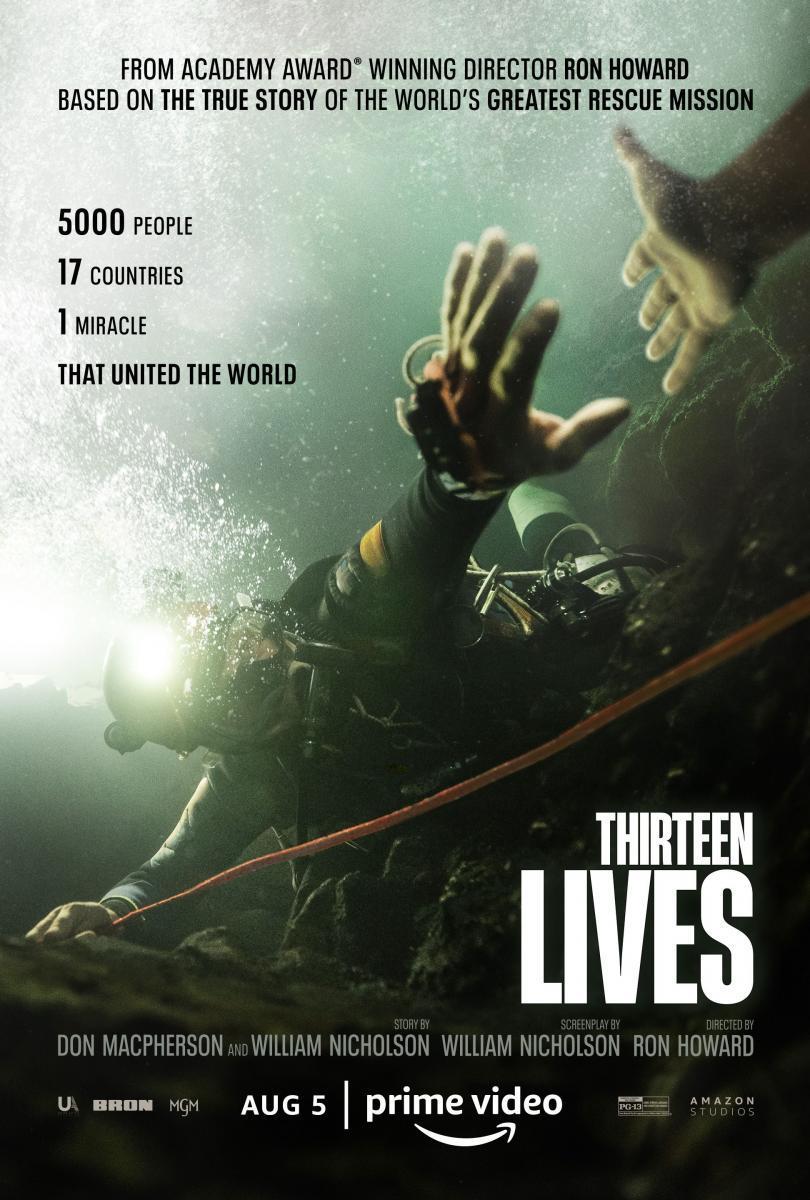 FROM ACADEMY AWARD® WINNING DIRECTOR RON HOWARD
BASED ON THE TRUE STORY OF THE WORLD'S GREATEST RESCUE MISSION
5000 PEOPLE
17 COUNTRIES
1 MIRACLE
THAT UNITED THE WORLD
THIRTEEN
LIVES
STORY BY SCREENPLAY BY DIRECTED BY
DON MACPHERSON AND WILLIAM NICHOLSON WILLIAM NICHOLSON RON HOWARD
UA BRON MGM AUG 5 prime video PG-13 AMAZON
STUDIOS